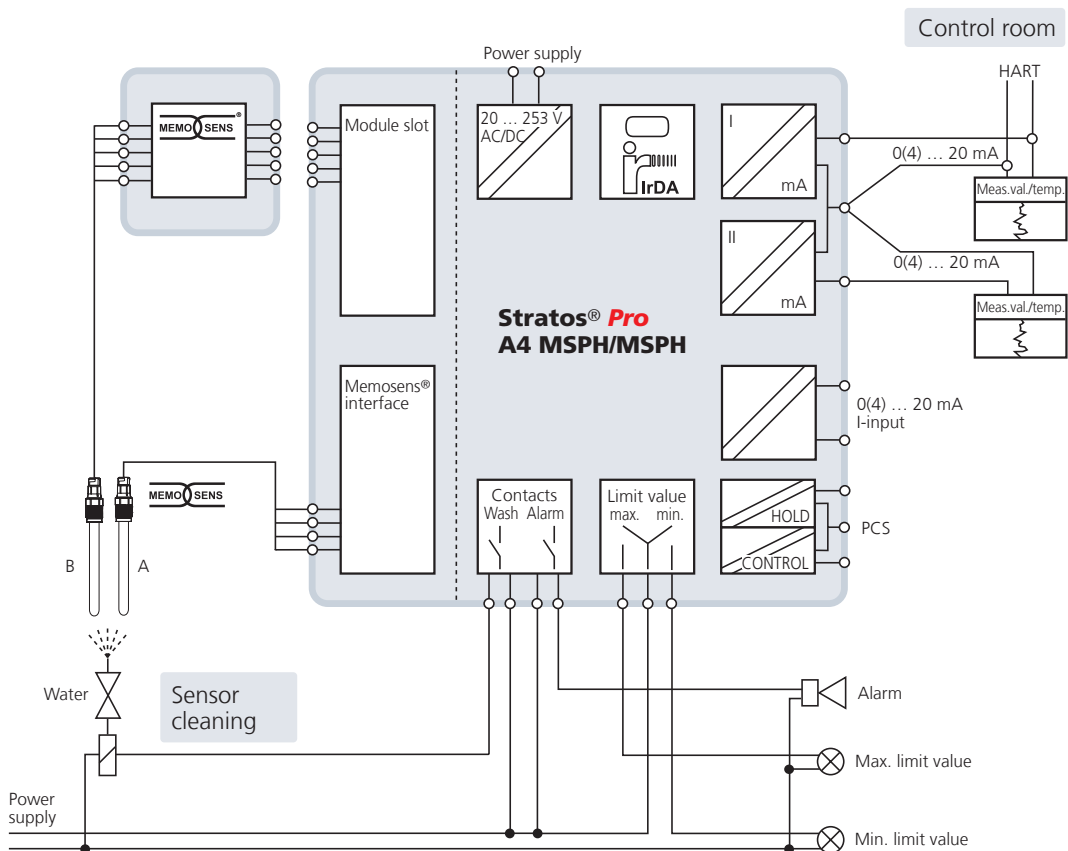 Control room
Power supply
HART
MEMO SENS®
Module slot
20 … 253 V
AC/DC
IrDA
I
mA
0(4) … 20 mA
Meas.val./temp.
II
mA
0(4) … 20 mA
Meas.val./temp.
Stratos® Pro
A4 MSPH/MSPH
Memosens®
interface
0(4) … 20 mA
I-input
MEMO SENS
Contacts
Wash Alarm
Limit value
max. min.
HOLD
CONTROL
PCS
B
A
Water
Sensor
cleaning
Alarm
Max. limit value
Power
supply
Min. limit value